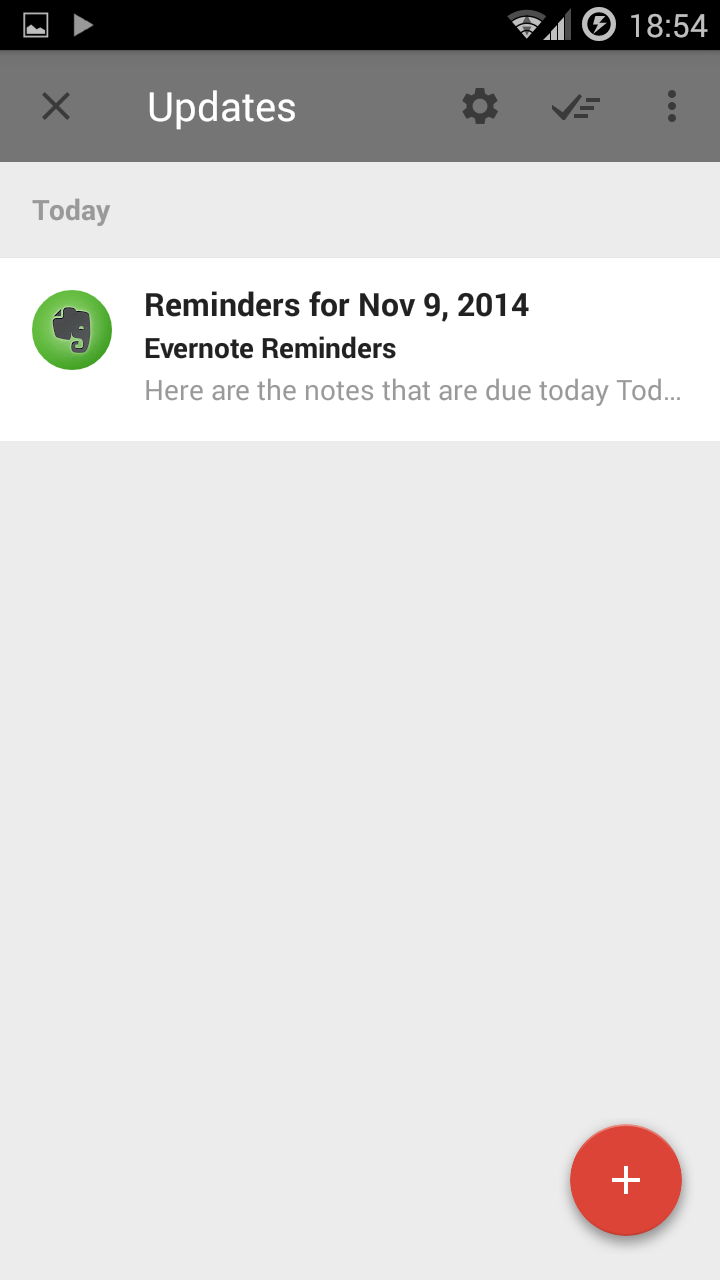 18:54
Updates
Today
Reminders for Nov 9, 2014
Evernote Reminders
Here are the notes that are due today Tod...